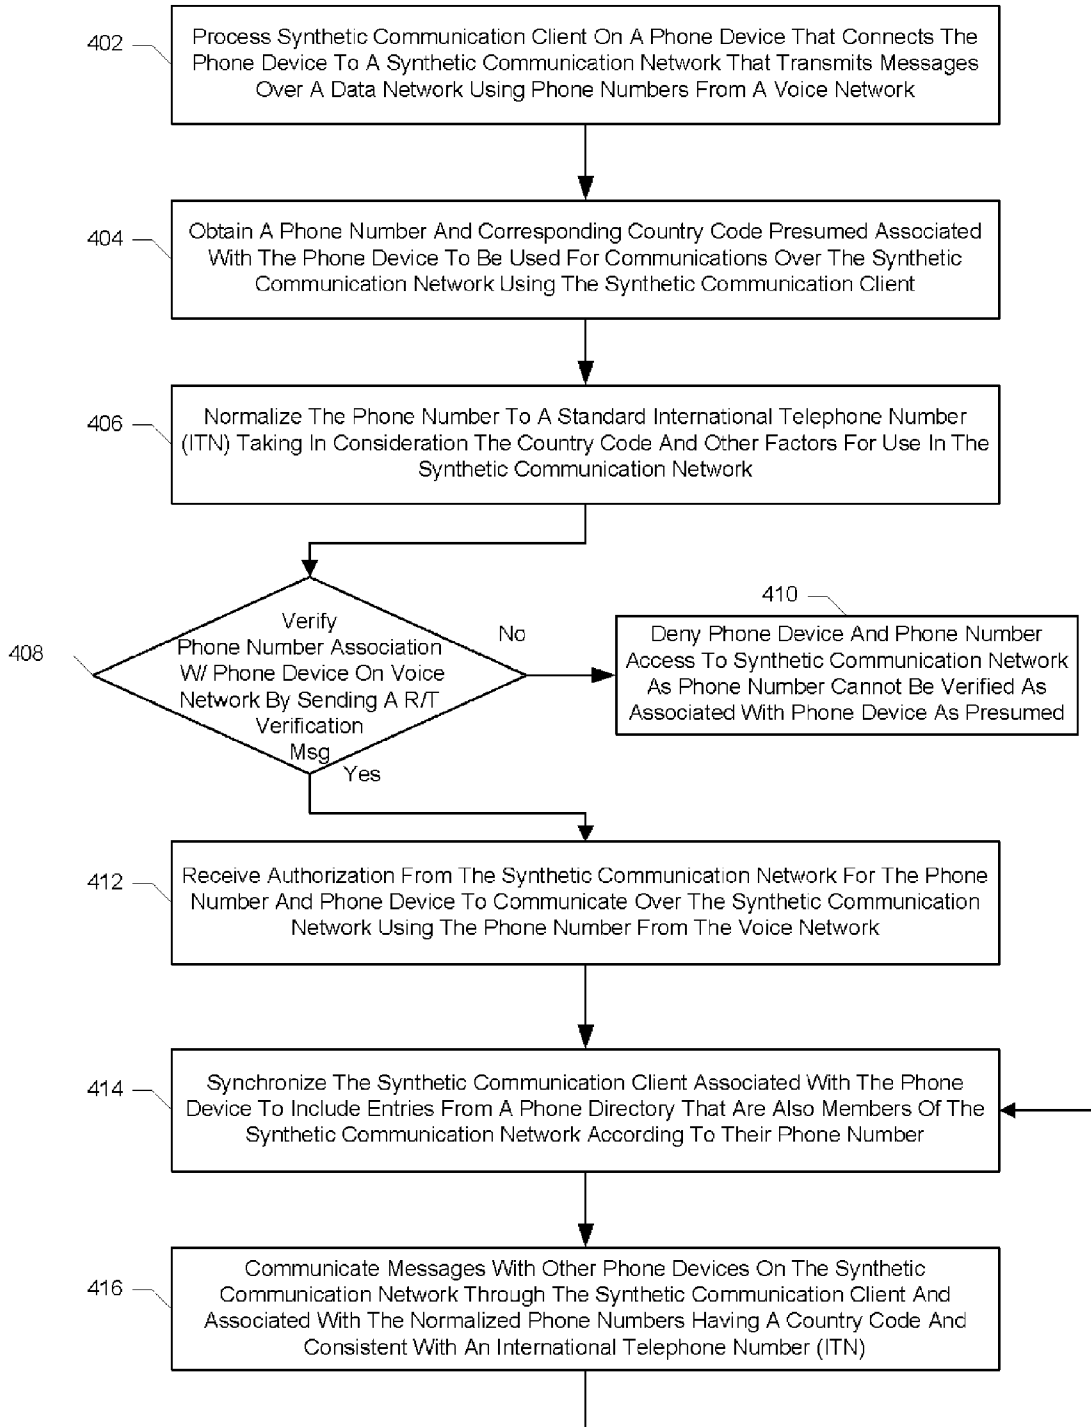 402
Process Synthetic Communication Client On A Phone Device That Connects The
Phone Device To A Synthetic Communication Network That Transmits Messages
Over A Data Network Using Phone Numbers From A Voice Network
404
Obtain A Phone Number And Corresponding Country Code Presumed Associated
With The Phone Device To Be Used For Communications Over The Synthetic
Communication Network Using The Synthetic Communication Client
406
Normalize The Phone Number To A Standard International Telephone Number
(ITN) Taking In Consideration The Country Code And Other Factors For Use In The
Synthetic Communication Network
408
Verify
Phone Number Association
W/ Phone Device On Voice
Network By Sending A R/T
Verification
Msg
No
Yes
410
Deny Phone Device And Phone Number
Access To Synthetic Communication Network
As Phone Number Cannot Be Verified As
Associated With Phone Device As Presumed
412
Receive Authorization From The Synthetic Communication Network For The Phone
Number And Phone Device To Communicate Over The Synthetic Communication
Network Using The Phone Number From The Voice Network
414
Synchronize The Synthetic Communication Client Associated With The Phone
Device To Include Entries From A Phone Directory That Are Also Members Of The
Synthetic Communication Network According To Their Phone Number
416
Communicate Messages With Other Phone Devices On The Synthetic
Communication Network Through The Synthetic Communication Client And
Associated With The Normalized Phone Numbers Having A Country Code And
Consistent With An International Telephone Number (ITN)